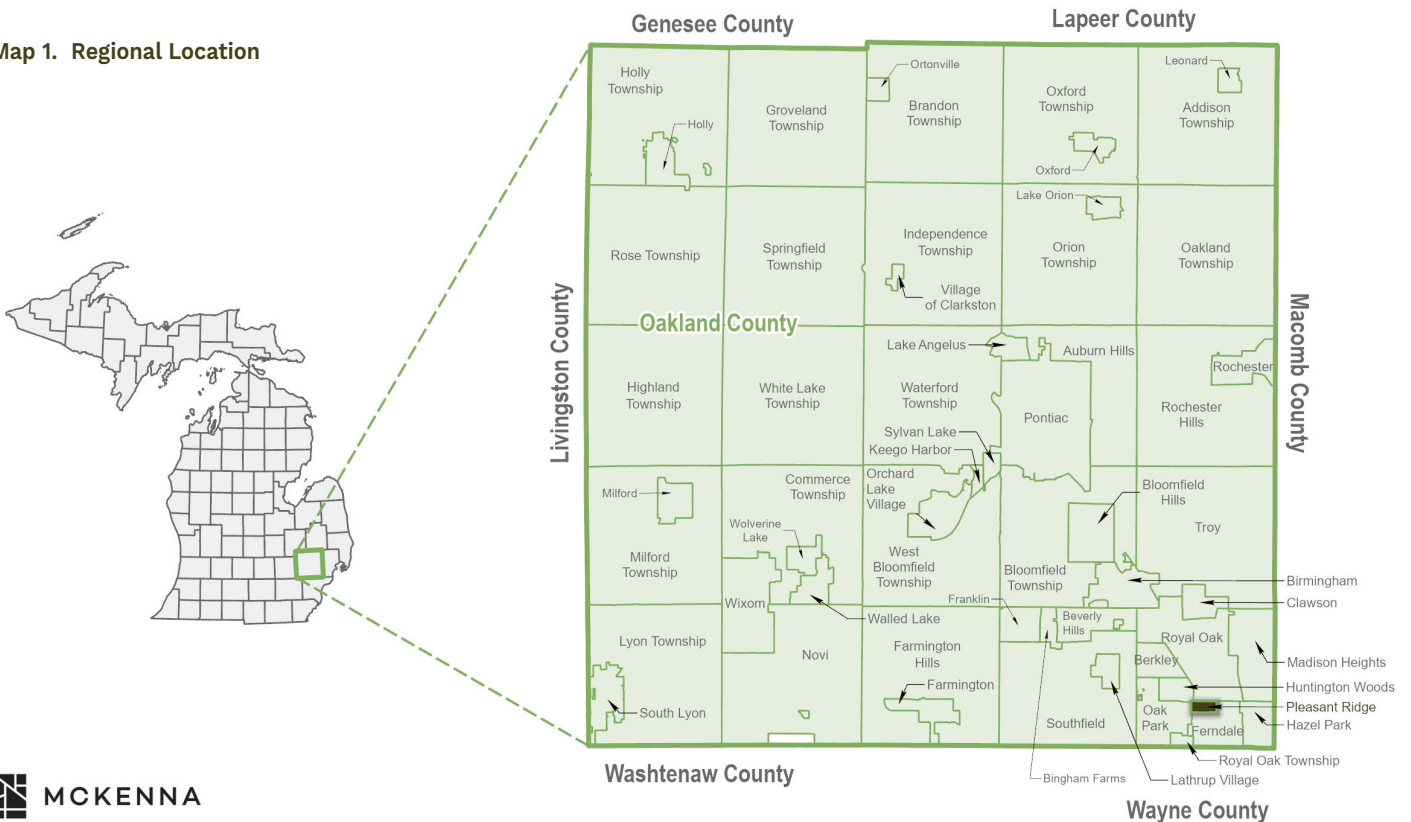 Map 1. Regional Location
Genesee County
Lapeer County
Holly
Township
Holly
Groveland
Township
Ortonville
Brandon
Township
Oxford
Township
Oxford
Leonard
Addison
Township
Rose Township
Springfield
Township
Independence
Township
Village
of Clarkston
Lake Orion
Orion
Township
Oakland
Township
Livingston County
Oakland County
Macomb County
Highland
Township
White Lake
Township
Waterford
Township
Lake Angelus
Auburn Hills
Pontiac
Rochester
Rochester
Hills
Sylvan Lake
Keego Harbor
Orchard
Lake
Village
Milford
Milford
Township
Commerce
Township
Wolverine
Lake
Wixom
Walled Lake
West
Bloomfield
Township
Bloomfield
Township
Bloomfield
Hills
Troy
Birmingham
Clawson
Franklin
Beverly
Hills
Royal Oak
Berkley
Madison Heights
Huntington Woods
Pleasant Ridge
Hazel Park
Lyon Township
South Lyon
Novi
Farmington
Hills
Farmington
Southfield
Oak
Park
Ferndale
Royal Oak Township
Lathrup Village
Bingham Farms
Washtenaw County
Wayne County
MCKENNA